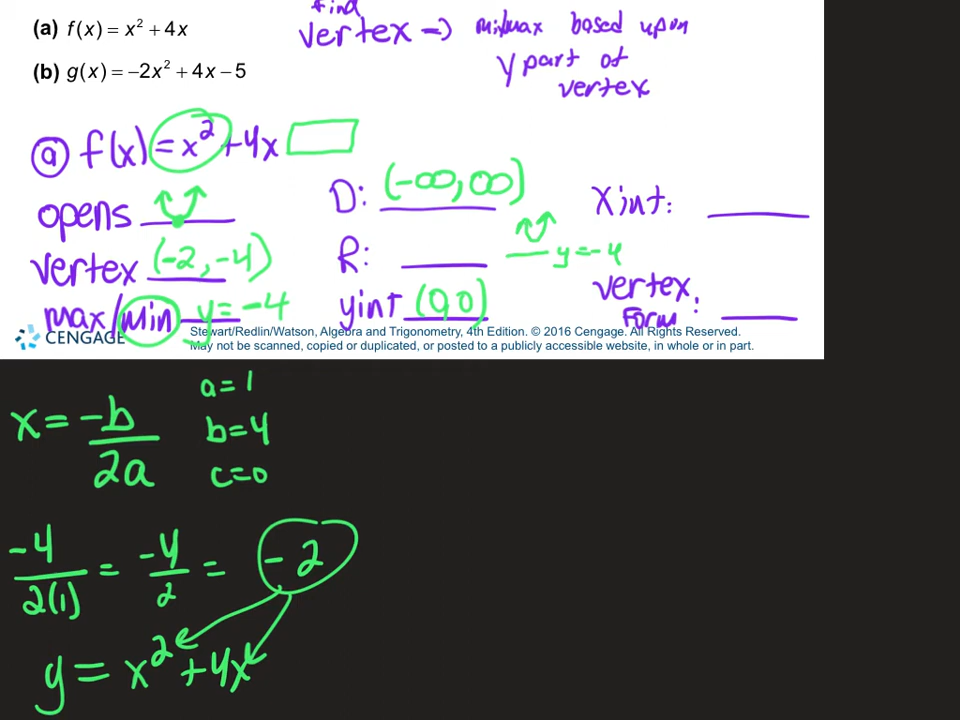 find
(a) f(x) = x² + 4x
vertex => min/max based upon
y part of
vertex
(b) g(x) = −2x² + 4x − 5
(a) f(x) = x² + 4x
opens
D: (-∞, ∞)
x int:
vertex (-2, -4)
R:
y = -4
max/min y = -4
y int (0,0)
vertex Form:
CENGAGE
Stewart/Redlin/Watson, Algebra and Trigonometry, 4th Edition. © 2016 Cengage. All Rights Reserved.
May not be scanned, copied or duplicated, or posted to a publicly accessible website, in whole or in part.
x = -b/2a
a = 1
b = 4
c = 0
-4/2(1) = -4/2 = -2
y = x² + 4x